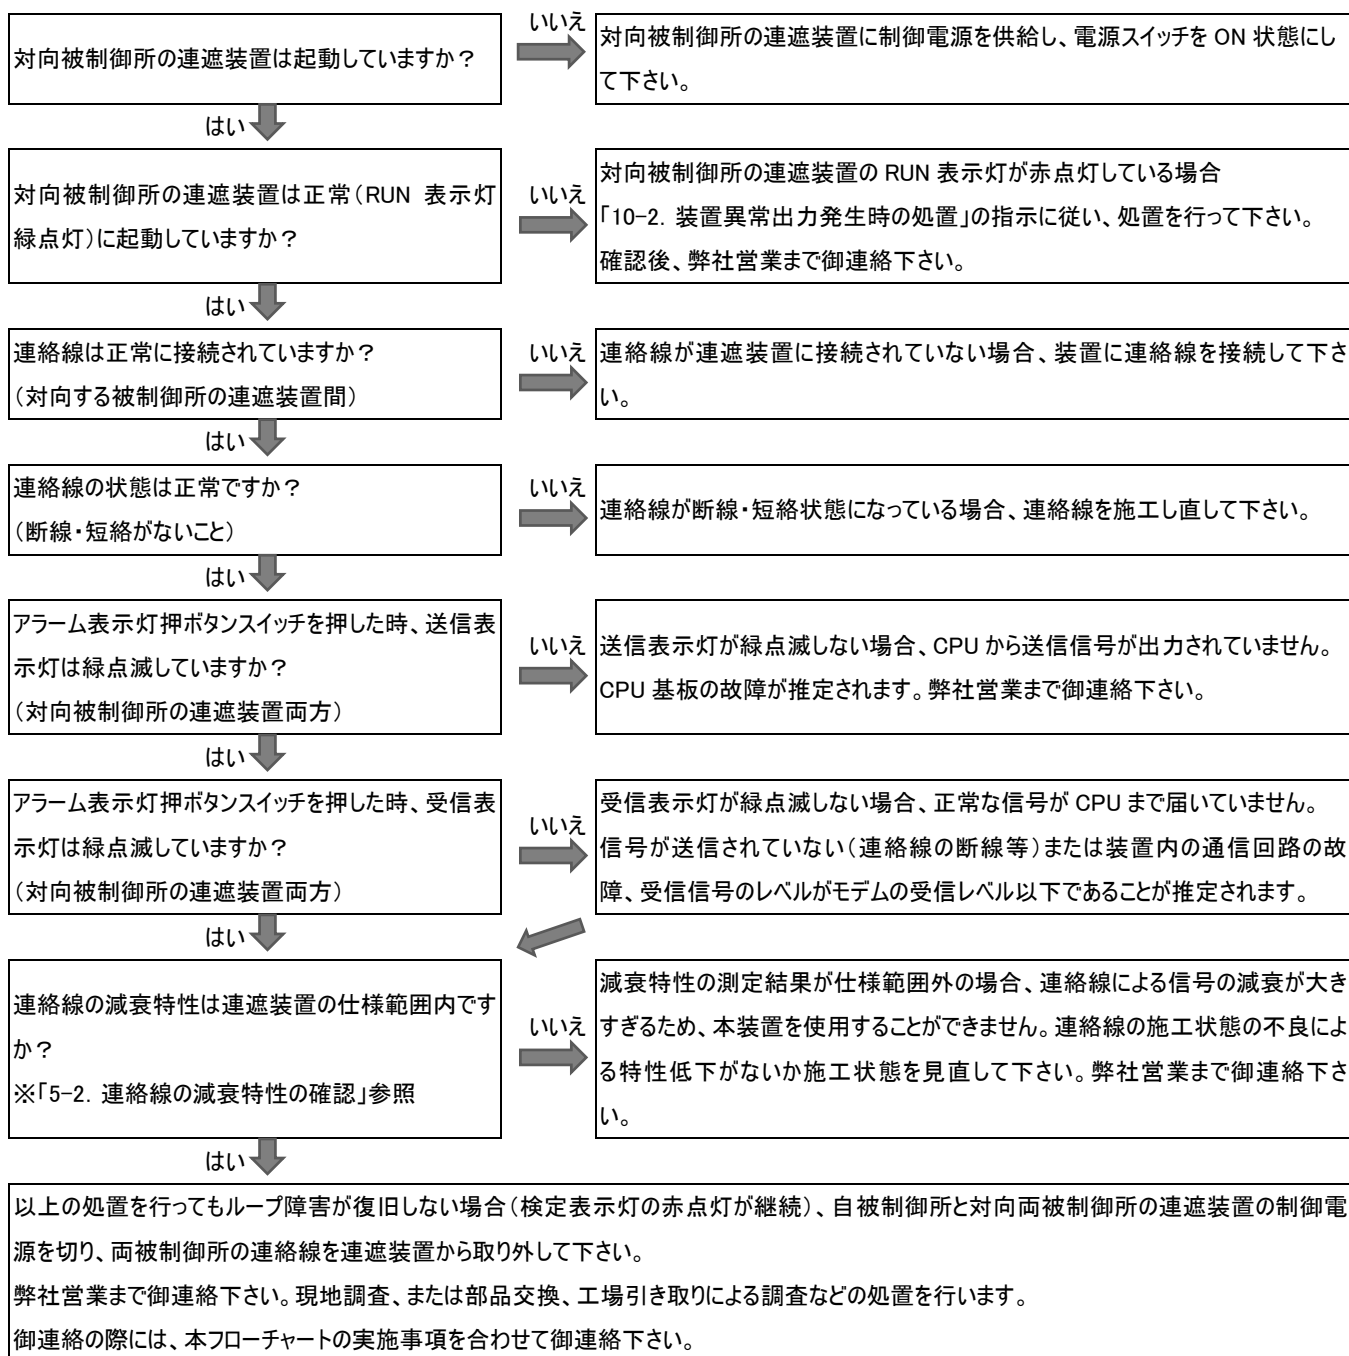 対向被制御所の連遮装置は起動していますか？
いいえ
対向被制御所の連遮装置に制御電源を供給し、電源スイッチを ON 状態にし
て下さい。
はい
対向被制御所の連遮装置は正常（RUN 表示灯
緑点灯）に起動していますか？
いいえ
対向被制御所の連遮装置の RUN 表示灯が赤点灯している場合
「10-2．装置異常出力発生時の処置」の指示に従い、処置を行って下さい。
確認後、弊社営業まで御連絡下さい。
はい
連絡線は正常に接続されていますか？
（対向する被制御所の連遮装置間）
いいえ
連絡線が連遮装置に接続されていない場合、装置に連絡線を接続して下さ
い。
はい
連絡線の状態は正常ですか？
（断線・短絡がないこと）
いいえ
連絡線が断線・短絡状態になっている場合、連絡線を施工し直して下さい。
はい
アラーム表示灯押ボタンスイッチを押した時、送信表
示灯は緑点滅していますか？
（対向被制御所の連遮装置両方）
いいえ
送信表示灯が緑点滅しない場合、CPU から送信信号が出力されていません。
CPU 基板の故障が推定されます。弊社営業まで御連絡下さい。
はい
アラーム表示灯押ボタンスイッチを押した時、受信表
示灯は緑点滅していますか？
（対向被制御所の連遮装置両方）
いいえ
受信表示灯が緑点滅しない場合、正常な信号が CPU まで届いていません。
信号が送信されていない（連絡線の断線等）または装置内の通信回路の故
障、受信信号のレベルがモデムの受信レベル以下であることが推定されます。
はい
連絡線の減衰特性は連遮装置の仕様範囲内です
か？
※「5-2．連絡線の減衰特性の確認」参照
いいえ
減衰特性の測定結果が仕様範囲外の場合、連絡線による信号の減衰が大き
すぎるため、本装置を使用することができません。連絡線の施工状態の不良によ
る特性低下がないか施工状態を見直して下さい。弊社営業まで御連絡下さ
い。
はい
以上の処置を行ってもループ障害が復旧しない場合（検定表示灯の赤点灯が継続）、自被制御所と対向両被制御所の連遮装置の制御電
源を切り、両被制御所の連絡線を連遮装置から取り外して下さい。
弊社営業まで御連絡下さい。現地調査、または部品交換、工場引き取りによる調査などの処置を行います。
御連絡の際には、本フローチャートの実施事項を合わせて御連絡下さい。